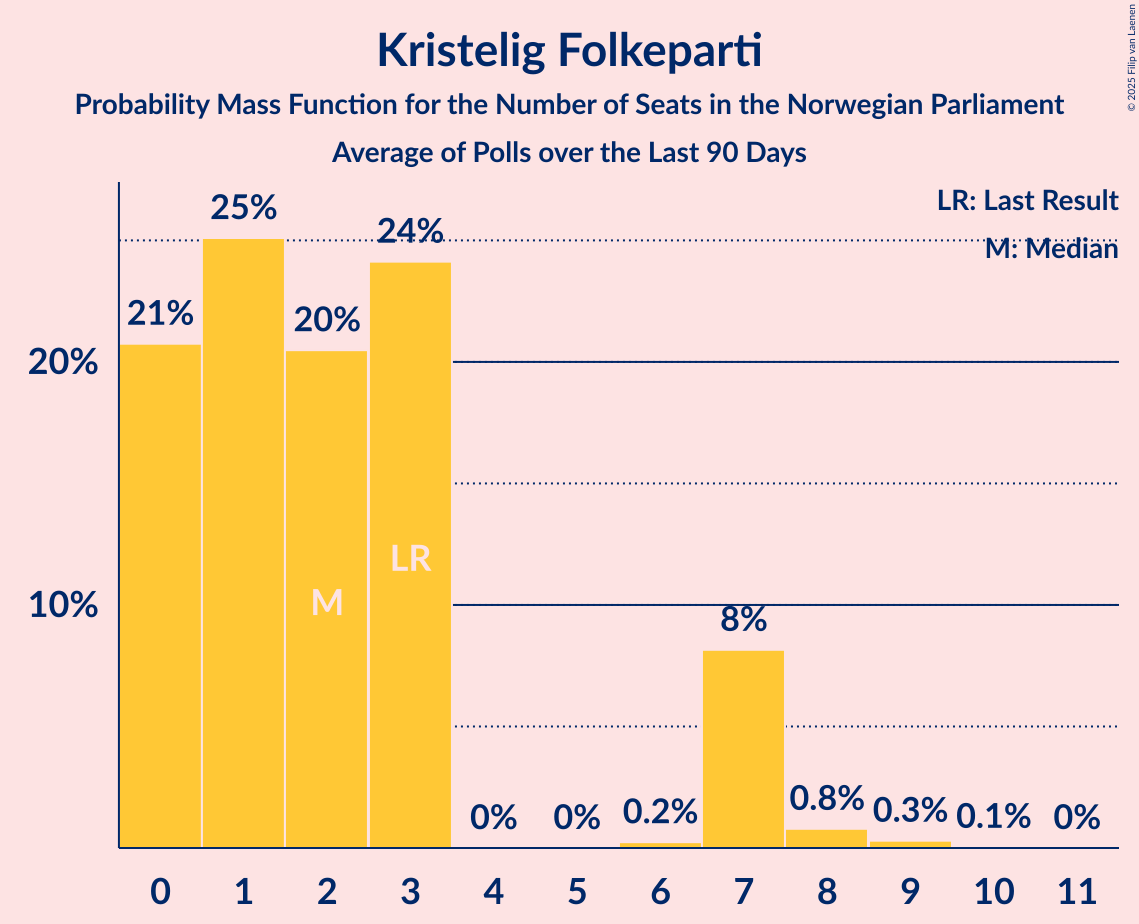 Kristelig Folkeparti
Probability Mass Function for the Number of Seats in the Norwegian Parliament
Average of Polls over the Last 90 Days
© 2025 Filip van Laenen
LR: Last Result
M: Median
20%
10%
21%
25%
20%
24%
0%
0%
0.2%
8%
0.8%
0.3%
0.1%
0%
M
LR
0 1 2 3 4 5 6 7 8 9 10 11